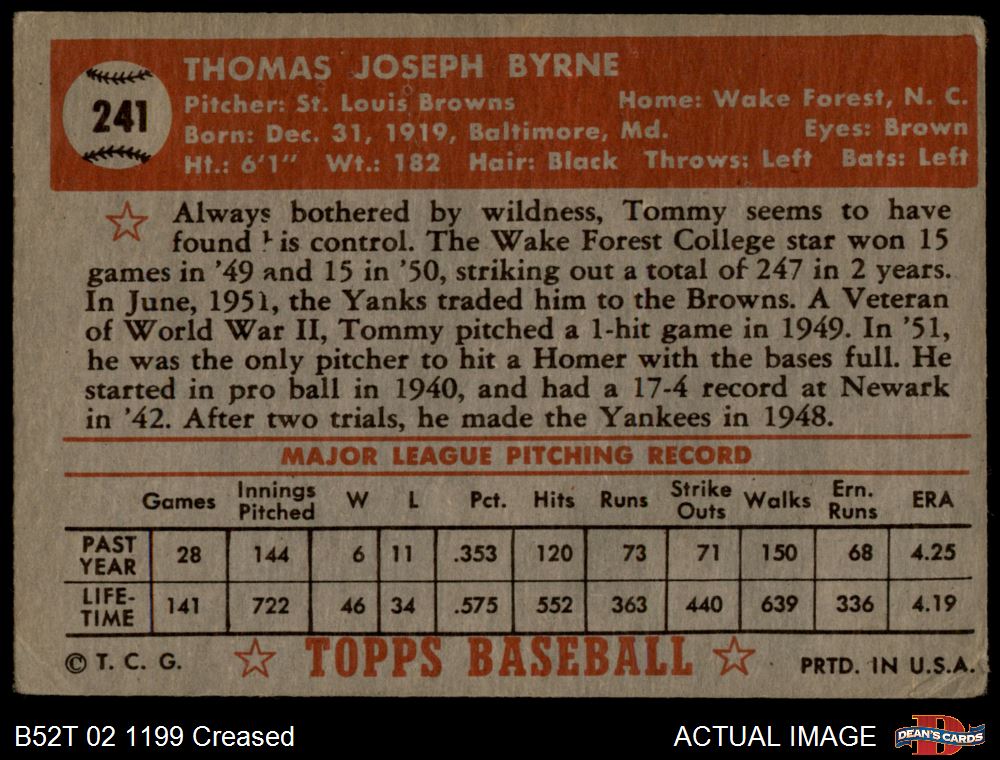 241
THOMAS JOSEPH BYRNE
Pitcher: St. Louis Browns Home: Wake Forest, N. C.
Born: Dec. 31, 1919, Baltimore, Md. Eyes: Brown
Ht.: 6'1" Wt.: 182 Hair: Black Throws: Left Bats: Left
Always bothered by wildness, Tommy seems to have
found his control. The Wake Forest College star won 15
games in '49 and 15 in '50, striking out a total of 247 in 2 years.
In June, 1951, the Yanks traded him to the Browns. A Veteran
of World War II, Tommy pitched a 1-hit game in 1949. In '51,
he was the only pitcher to hit a Homer with the bases full. He
started in pro ball in 1940, and had a 17-4 record at Newark
in '42. After two trials, he made the Yankees in 1948.
MAJOR LEAGUE PITCHING RECORD
Games Innings Pitched W L Pct. Hits Runs Strike Outs Walks Ern. Runs ERA
PAST YEAR 28 144 6 11 .353 120 73 71 150 68 4.25
LIFE-TIME 141 722 46 34 .575 552 363 440 639 336 4.19
© T. C. G. TOPPS BASEBALL PRTD. IN U.S.A.
B52T 02 1199 Creased ACTUAL IMAGE DEAN'S CARDS